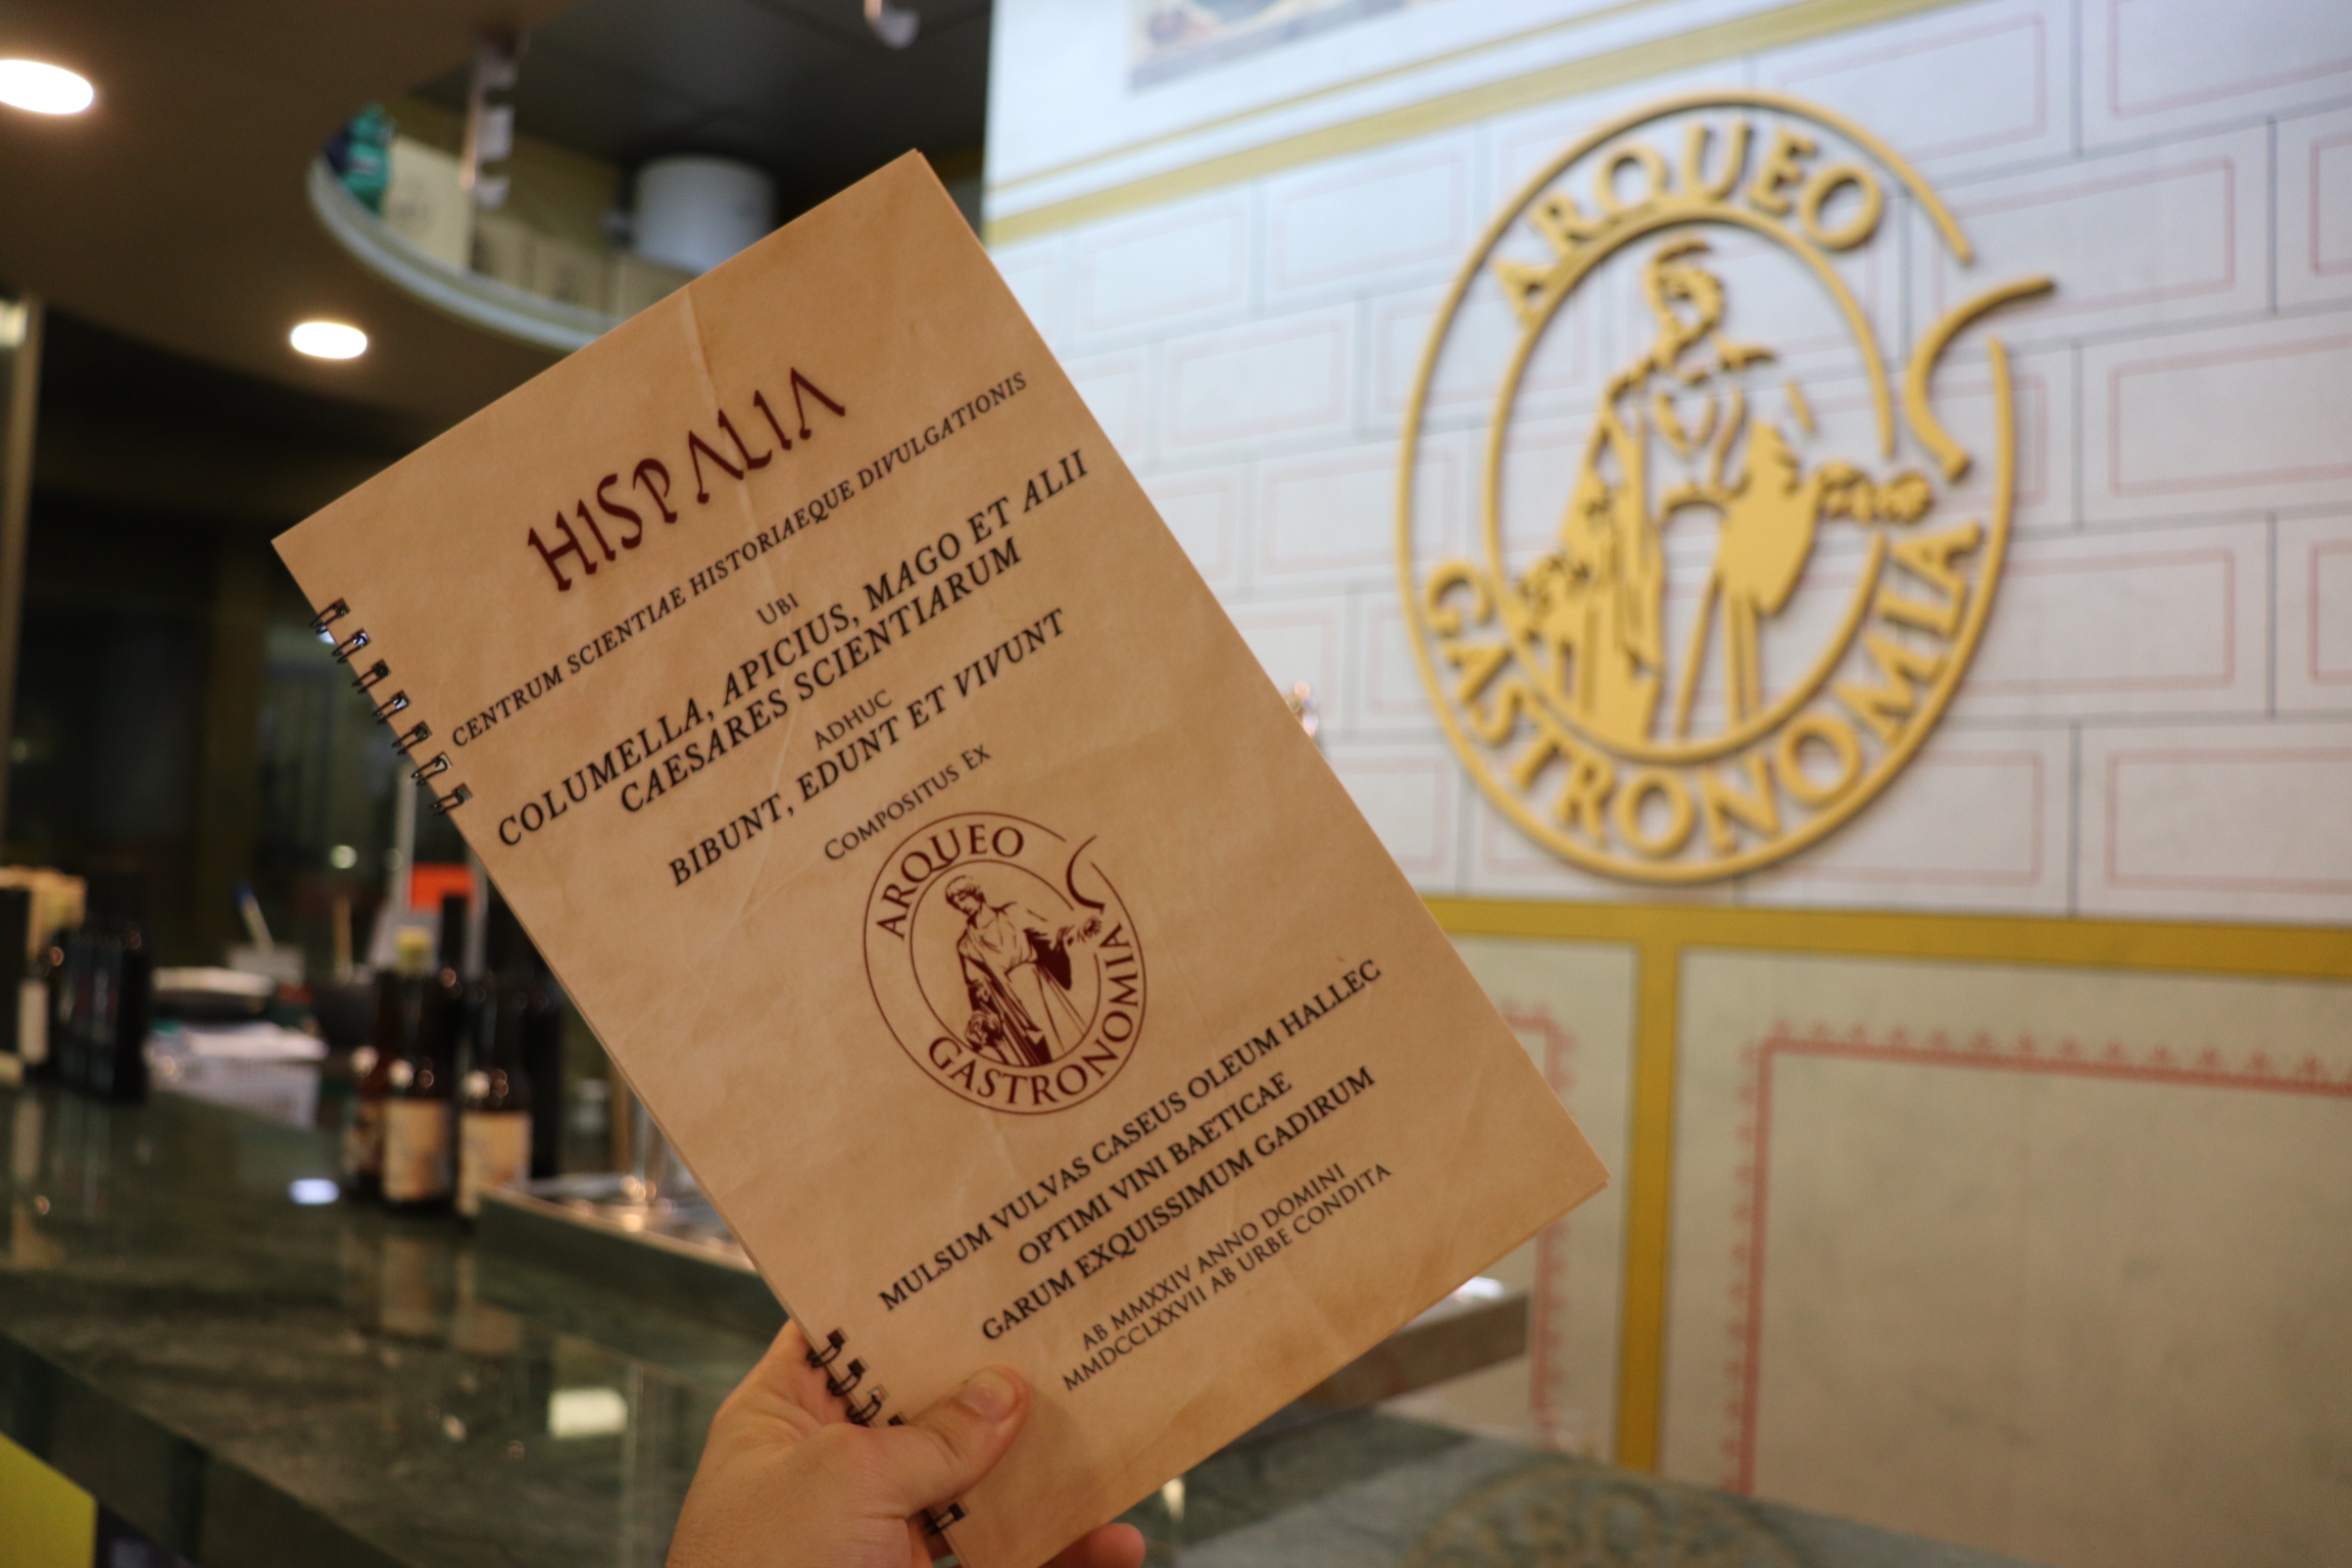 HISPALIA
CENTRUM SCIENTIAE HISTORIAEQUE DIVULGATIONIS
UBI
COLUMELLA, APICIUS, MAGO ET ALII
CAESARES SCIENTIARUM
ADHUC
BIBUNT, EDUNT ET VIVUNT
COMPOSITUS EX
ARQUEO
GASTRONOMIA
MULSUM VULVAS CASEUS OLEUM HALLEC
OPTIMI VINI BAETICAE
GARUM EXQUISSIMUM GADIRUM
AB MMXXIV ANNO DOMINI
MMDCCLXXVII AB URBE CONDITA
ARQUEO
GASTRONOMIA